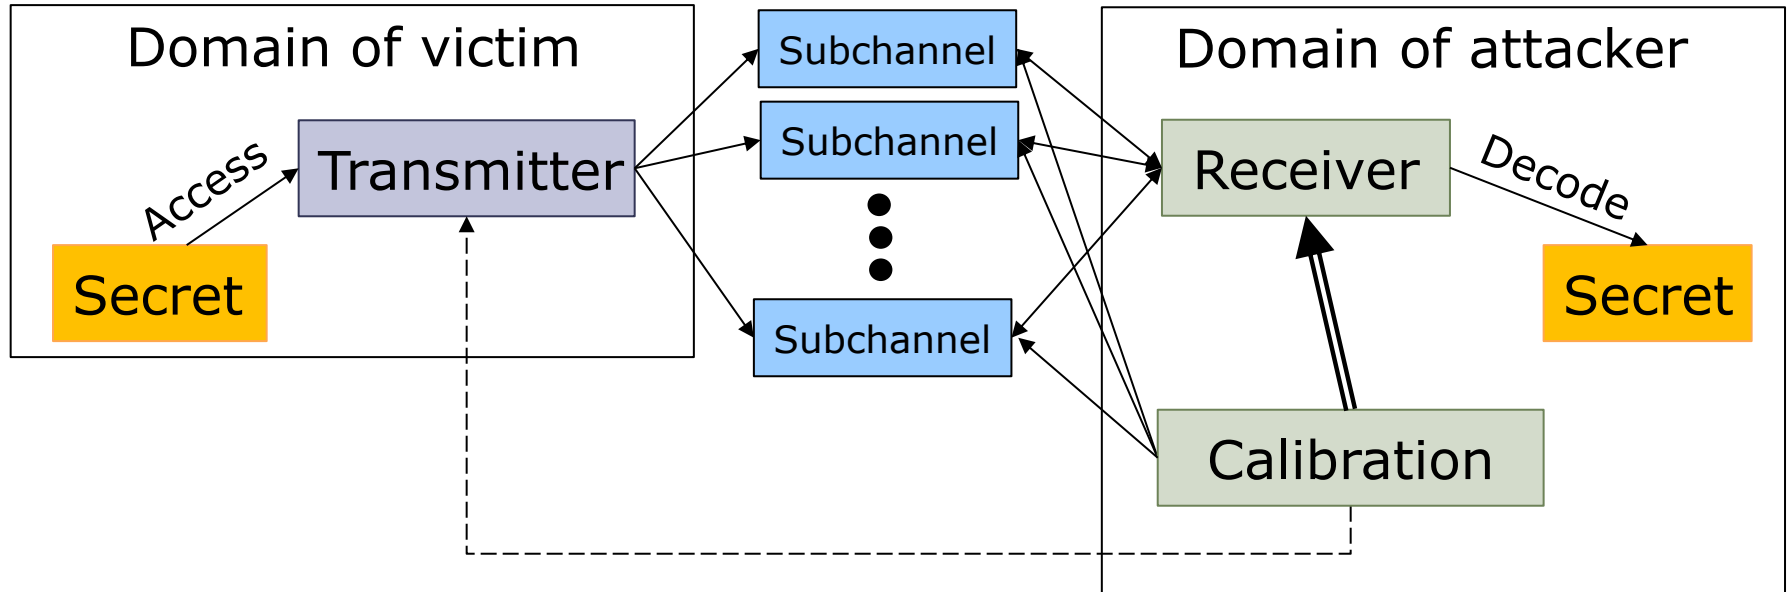 Domain of victim
Access
Transmitter
Secret
Subchannel
Subchannel
Subchannel
Domain of attacker
Receiver
Decode
Secret
Calibration